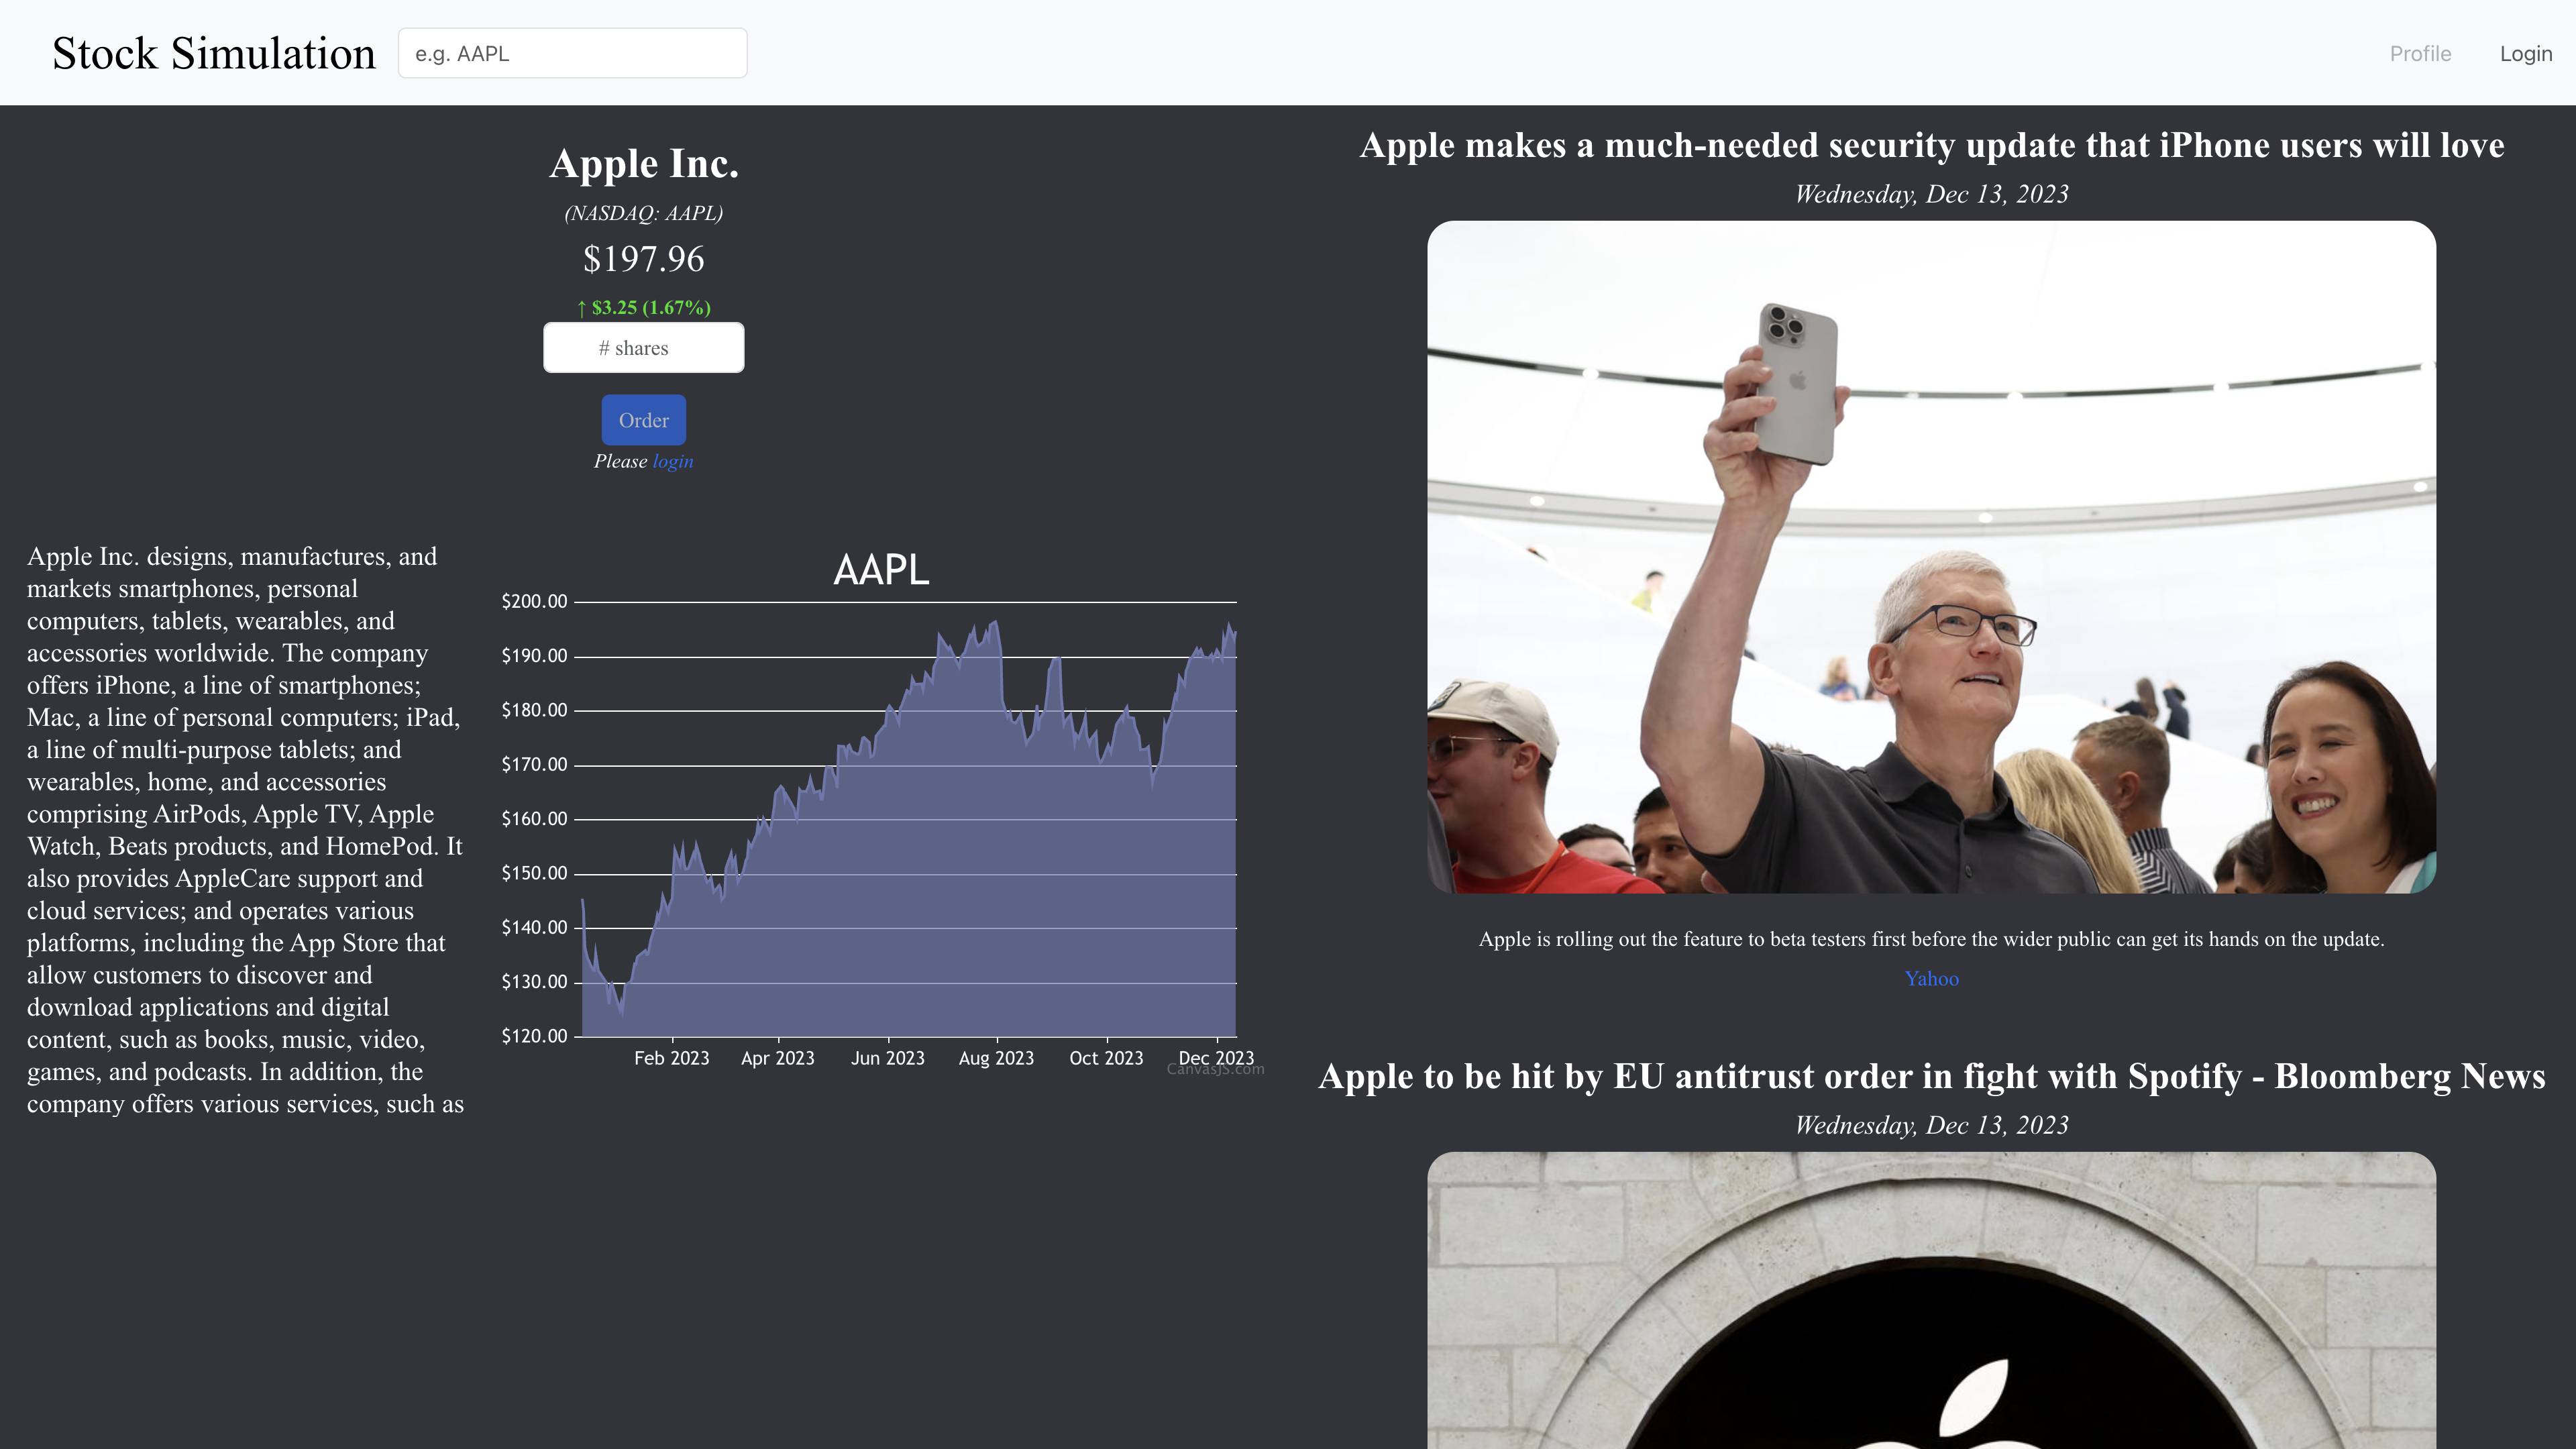 Stock Simulation
e.g. AAPL
Profile
Login
Apple Inc.
(NASDAQ: AAPL)
$197.96
↑ $3.25 (1.67%)
# shares
Order
Please login
Apple Inc. designs, manufactures, and
markets smartphones, personal
computers, tablets, wearables, and
accessories worldwide. The company
offers iPhone, a line of smartphones;
Mac, a line of personal computers; iPad,
a line of multi-purpose tablets; and
wearables, home, and accessories
comprising AirPods, Apple TV, Apple
Watch, Beats products, and HomePod. It
also provides AppleCare support and
cloud services; and operates various
platforms, including the App Store that
allow customers to discover and
download applications and digital
content, such as books, music, video,
games, and podcasts. In addition, the
company offers various services, such as
AAPL
$200.00
$190.00
$180.00
$170.00
$160.00
$150.00
$140.00
$130.00
$120.00
Feb 2023
Apr 2023
Jun 2023
Aug 2023
Oct 2023
Dec 2023
CanvasJS.com
Apple makes a much-needed security update that iPhone users will love
Wednesday, Dec 13, 2023
Apple is rolling out the feature to beta testers first before the wider public can get its hands on the update.
Yahoo
Apple to be hit by EU antitrust order in fight with Spotify - Bloomberg News
Wednesday, Dec 13, 2023